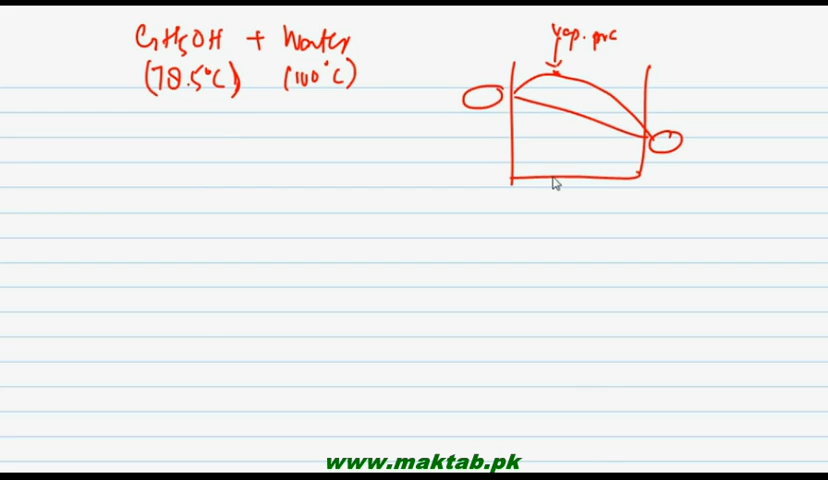 C2H5OH + Water
(78.5°C) (100°C)
vap. pre
www.maktab.pk